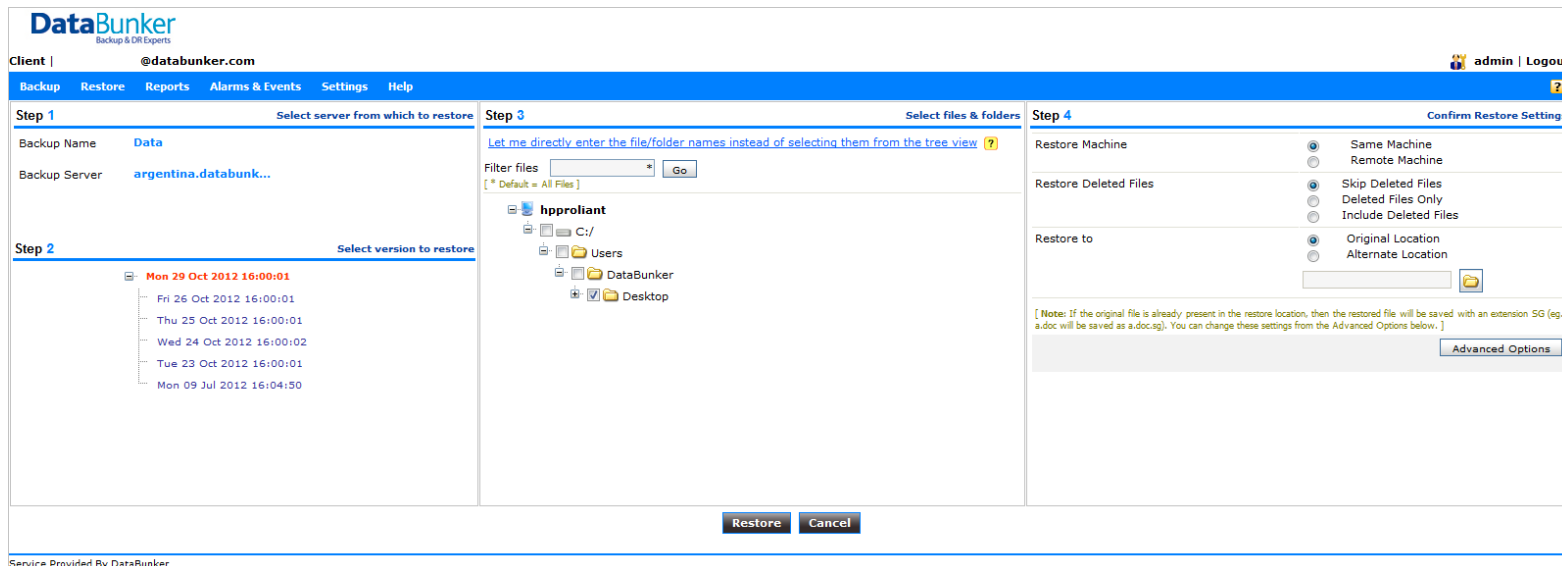 DataBunker
Backup & DR Experts
Client | @databunker.com
admin | Logou
Backup Restore Reports Alarms & Events Settings Help ?
Step 1 Select server from which to restore
Backup Name Data
Backup Server argentina.databunk...
Step 2 Select version to restore
Mon 29 Oct 2012 16:00:01
Fri 26 Oct 2012 16:00:01
Thu 25 Oct 2012 16:00:01
Wed 24 Oct 2012 16:00:02
Tue 23 Oct 2012 16:00:01
Mon 09 Jul 2012 16:04:50
Step 3 Select files & folders
Let me directly enter the file/folder names instead of selecting them from the tree view ?
Filter files * Go
[ * Default = All Files ]
hpproliant
C:/
Users
DataBunker
Desktop
Step 4 Confirm Restore Setting
Restore Machine Same Machine
Remote Machine
Restore Deleted Files Skip Deleted Files
Deleted Files Only
Include Deleted Files
Restore to Original Location
Alternate Location
[ Note: If the original file is already present in the restore location, then the restored file will be saved with an extension SG (eg.
a.doc will be saved as a.doc.sg). You can change these settings from the Advanced Options below. ]
Advanced Options
Restore Cancel
Service Provided By DataBunker